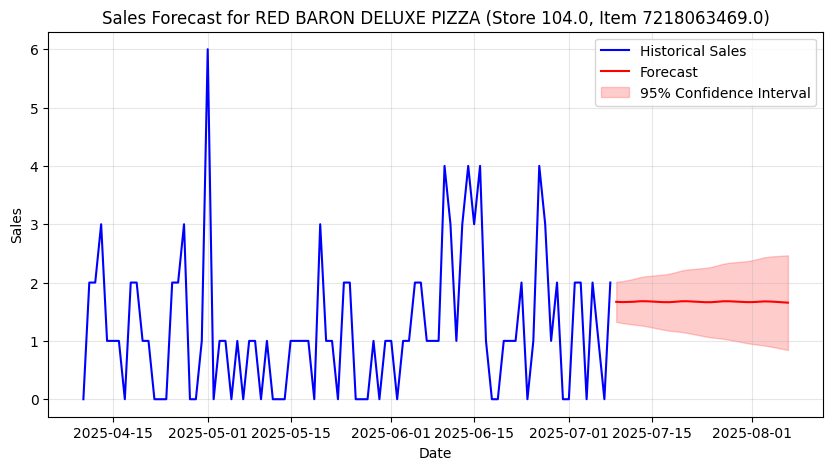 Sales Forecast for RED BARON DELUXE PIZZA (Store 104.0, Item 7218063469.0)
Historical Sales
Forecast
95% Confidence Interval
6
5
4
3
2
1
0
Sales
2025-04-15 2025-05-01 2025-05-15 2025-06-01 2025-06-15 2025-07-01 2025-07-15 2025-08-01
Date